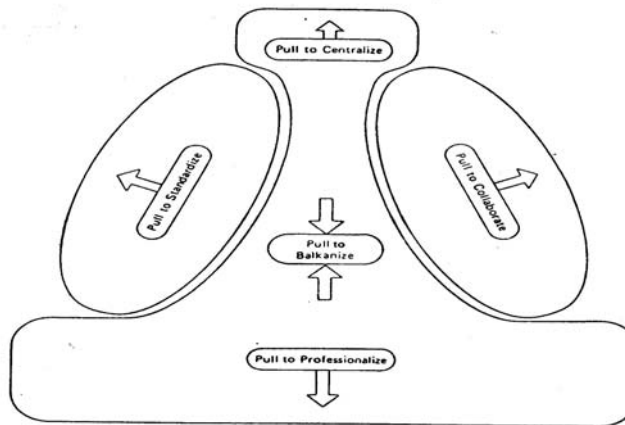 Pull to Centralize
Pull to Standardize
Pull to Collaborate
Pull to
Balkanize
Pull to Professionalize